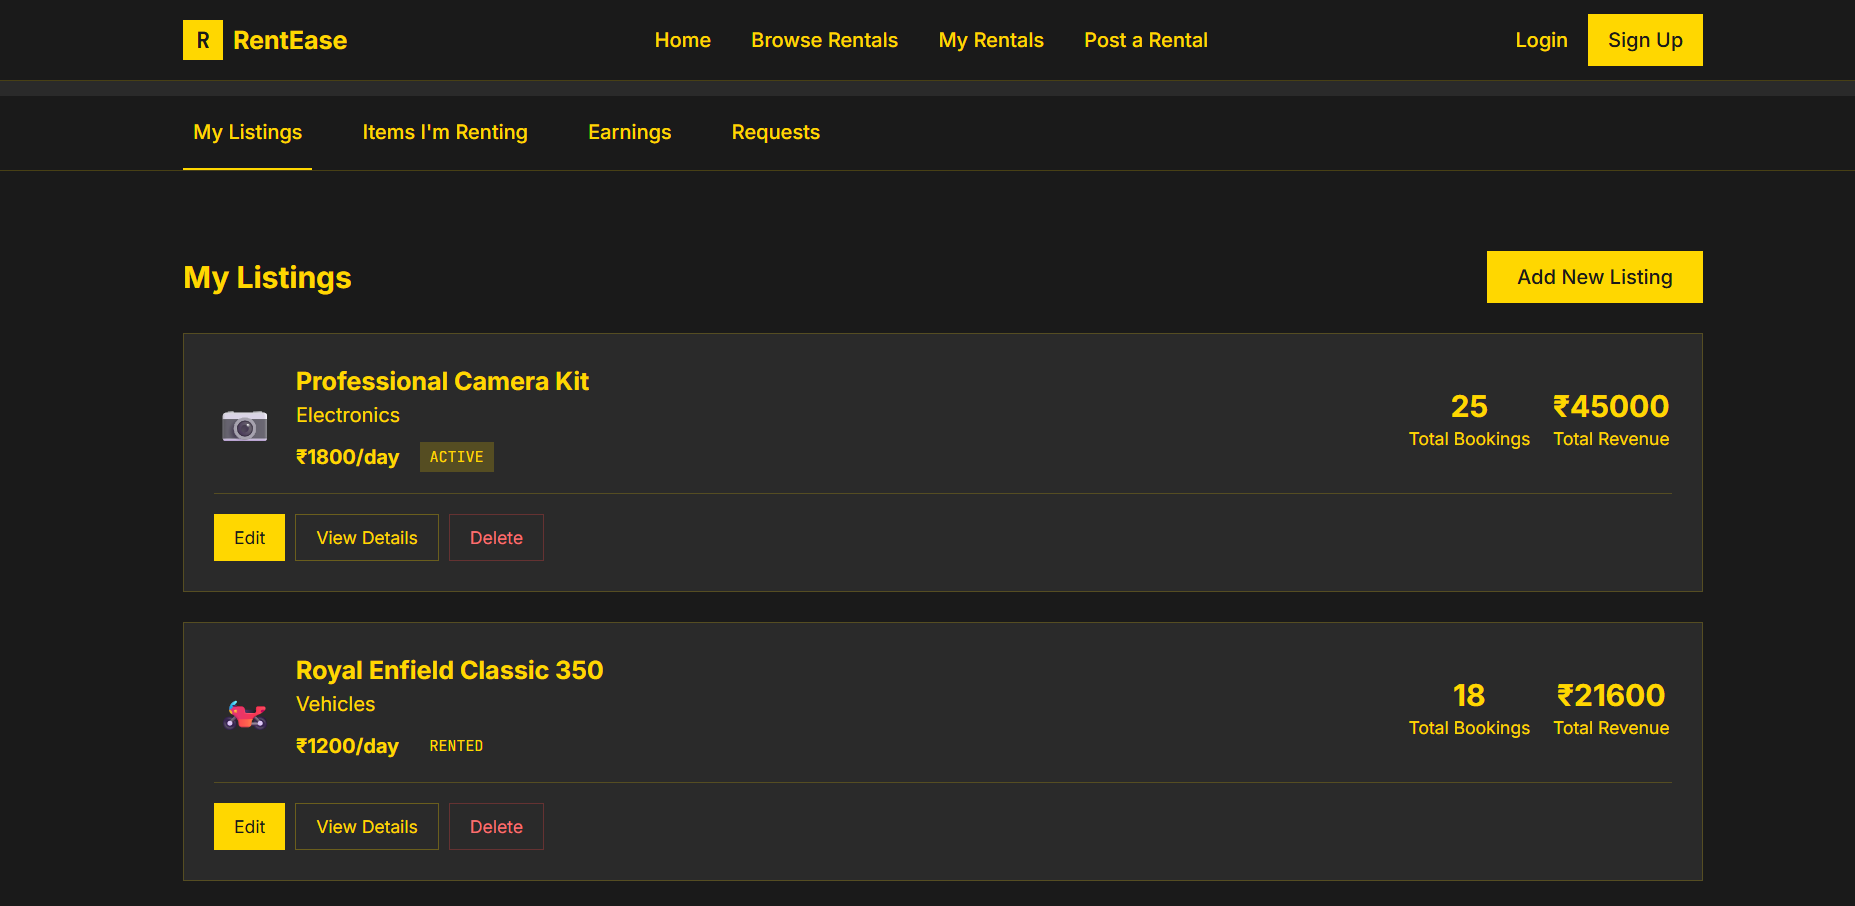 R RentEase Home Browse Rentals My Rentals Post a Rental Login Sign Up
My Listings Items I'm Renting Earnings Requests
My Listings Add New Listing
Professional Camera Kit
Electronics
₹1800/day ACTIVE
25 ₹45000
Total Bookings Total Revenue
Edit View Details Delete
Royal Enfield Classic 350
Vehicles
₹1200/day RENTED
18 ₹21600
Total Bookings Total Revenue
Edit View Details Delete